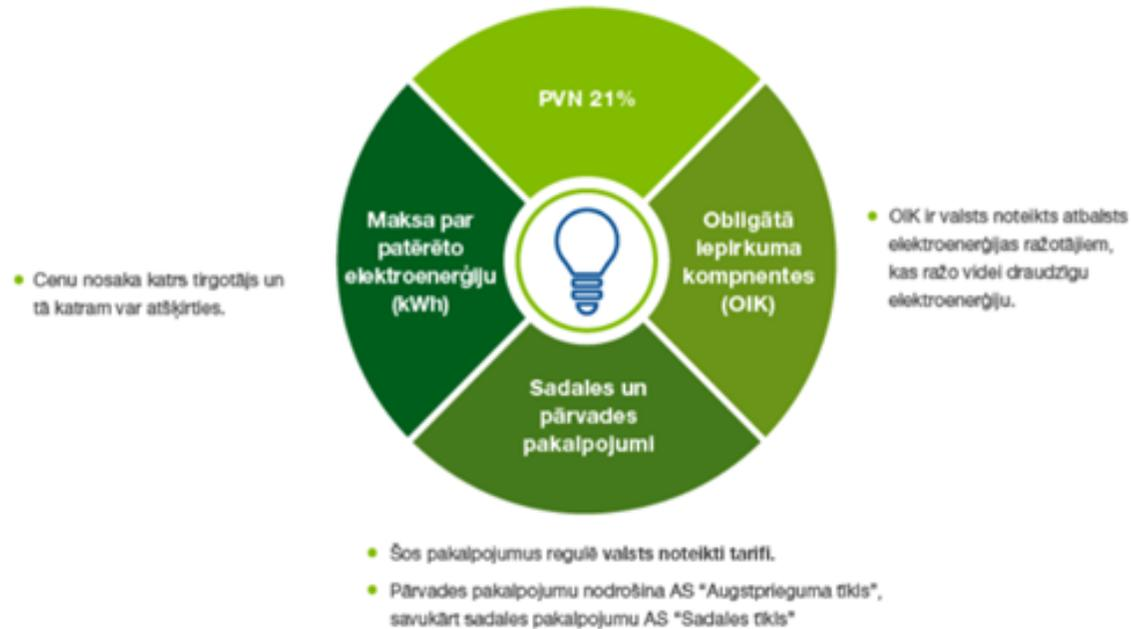 PVN 21%
Maksa par
patērēto
elektroenerģiju
(kWh)
Obligātā
iepirkuma
kompnentes
(OIK)
Sadales un
pārvades
pakalpojumi
• Cenu nosaka katrs tirgotājs un
tā katram var atšķirties.
• OIK ir valsts noteikts atbalsts
elektroenerģijas ražotājiem,
kas ražo videi draudzīgu
elektroenerģiju.
• Šos pakalpojumus regulē valsts noteikti tarifi.
• Pārvades pakalpojumu nodrošina AS "Augstprieguma tīkls",
savukārt sadales pakalpojumu AS "Sadales tīkls"